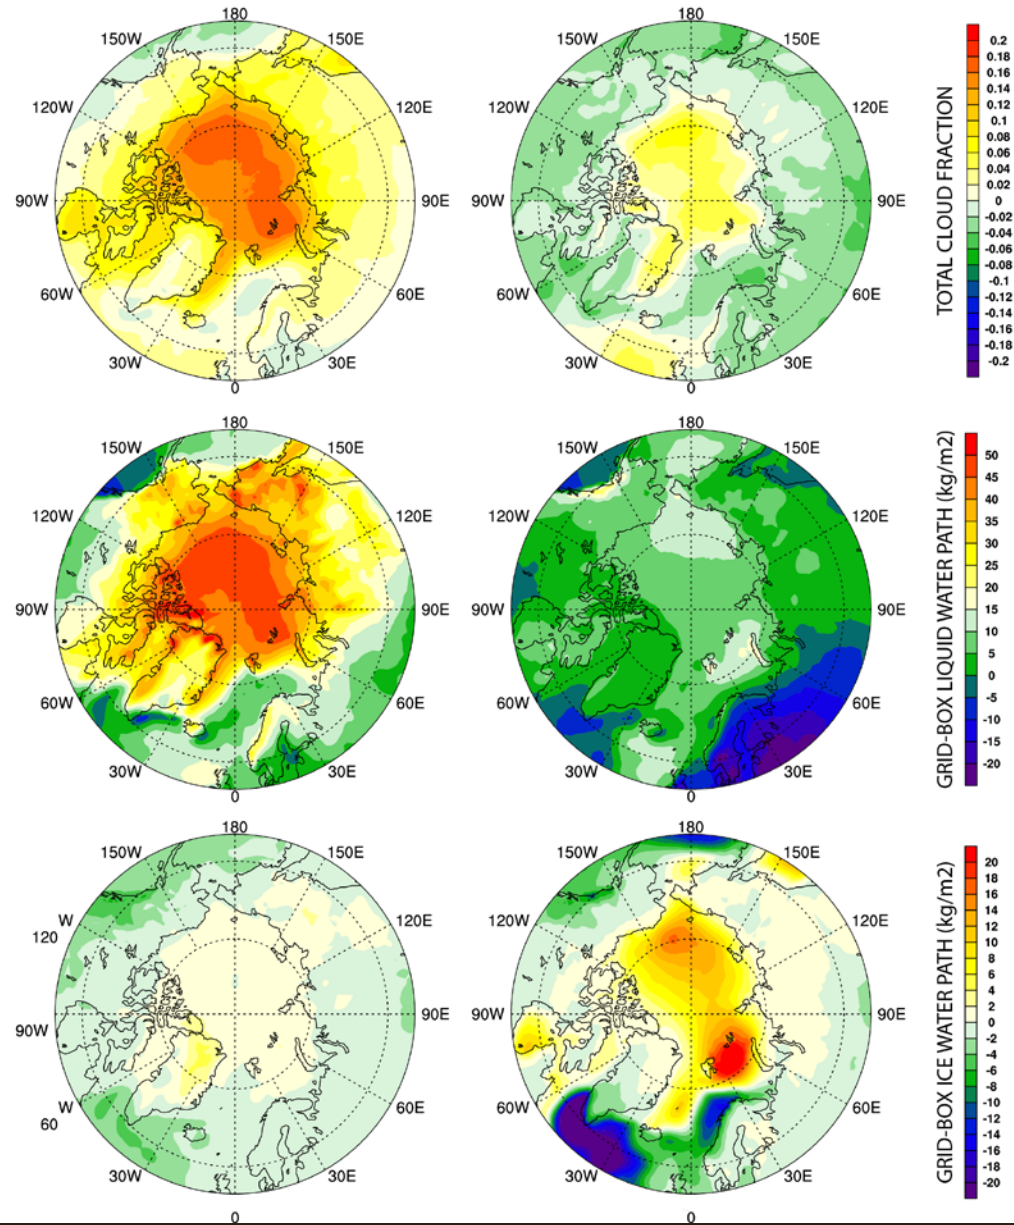 180
150W
150E
120W
120E
90W
90E
60W
60E
30W
30E
0
180
150W
150E
120W
120E
90W
90E
60W
60E
30W
30E
0
TOTAL CLOUD FRACTION
0.2
0.18
0.16
0.14
0.12
0.1
0.08
0.06
0.04
0.02
0
-0.02
-0.04
-0.06
-0.08
-0.1
-0.12
-0.14
-0.16
-0.18
-0.2
180
150W
150E
120W
120E
90W
90E
60W
60E
30W
30E
0
180
150W
150E
120W
120E
90W
90E
60W
60E
30W
30E
0
GRID-BOX LIQUID WATER PATH (kg/m2)
50
45
40
35
30
25
20
15
10
5
0
-5
-10
-15
-20
180
150W
150E
W
120
120E
90W
90E
W
60
60E
30W
30E
0
180
150W
150E
120W
120E
90W
90E
60W
60E
30W
30E
0
GRID-BOX ICE WATER PATH (kg/m2)
20
18
16
14
12
10
8
6
4
2
0
-2
-4
-6
-8
-10
-12
-14
-16
-18
-20